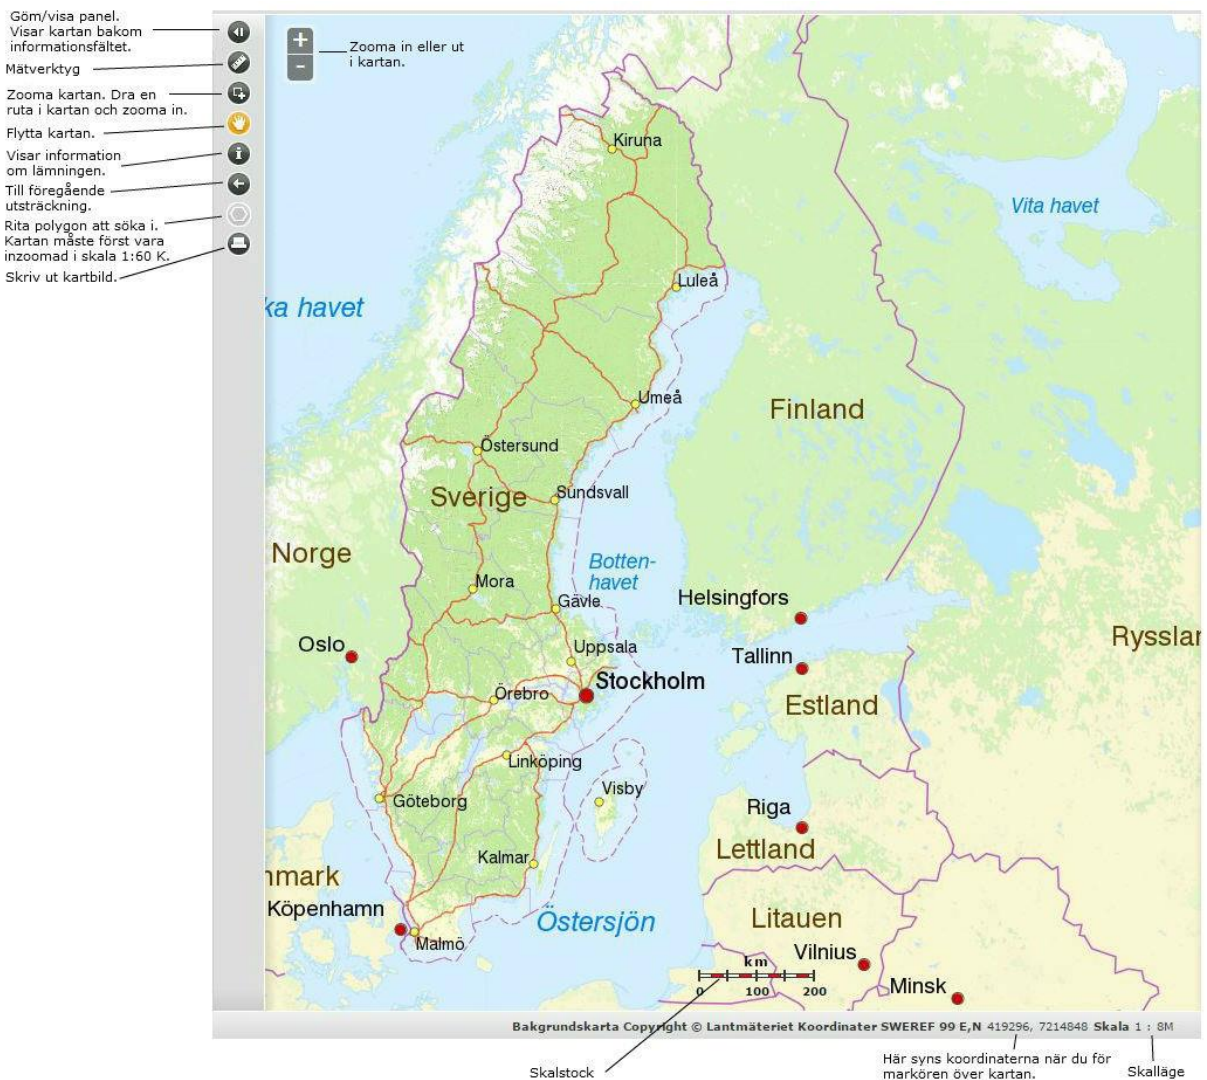 Göm/visa panel.
Visar kartan bakom
informationsfältet.
Mätverktyg
Zooma kartan. Dra en
ruta i kartan och zooma in.
Flytta kartan.
Visar information
om lämningen.
Till föregående
utsträckning.
Rita polygon att söka i.
Kartan måste först vara
inzoomad i skala 1:60 K.
Skriv ut kartbild.
+
-
Zooma in eller ut
i kartan.
Kiruna
Vita havet
Luleå
ka havet
Umeå
Finland
Östersund
Sverige
Sundsvall
Norge
Botten-
havet
Mora
Gävle
Helsingfors
Oslo
Uppsala
Tallinn
Rysslan
Stockholm
Örebro
Estland
Linköping
Visby
Göteborg
Riga
Kalmar
Lettland
nmark
Köpenhamn
Östersjön
Litauen
Malmö
Vilnius
km
0 100 200
Minsk
Bakgrundskarta Copyright © Lantmäteriet Koordinater SWEREF 99 E,N 419296, 7214848 Skala 1 : 8M
Skalstock
Här syns koordinaterna när du för
markören över kartan.
Skalläge